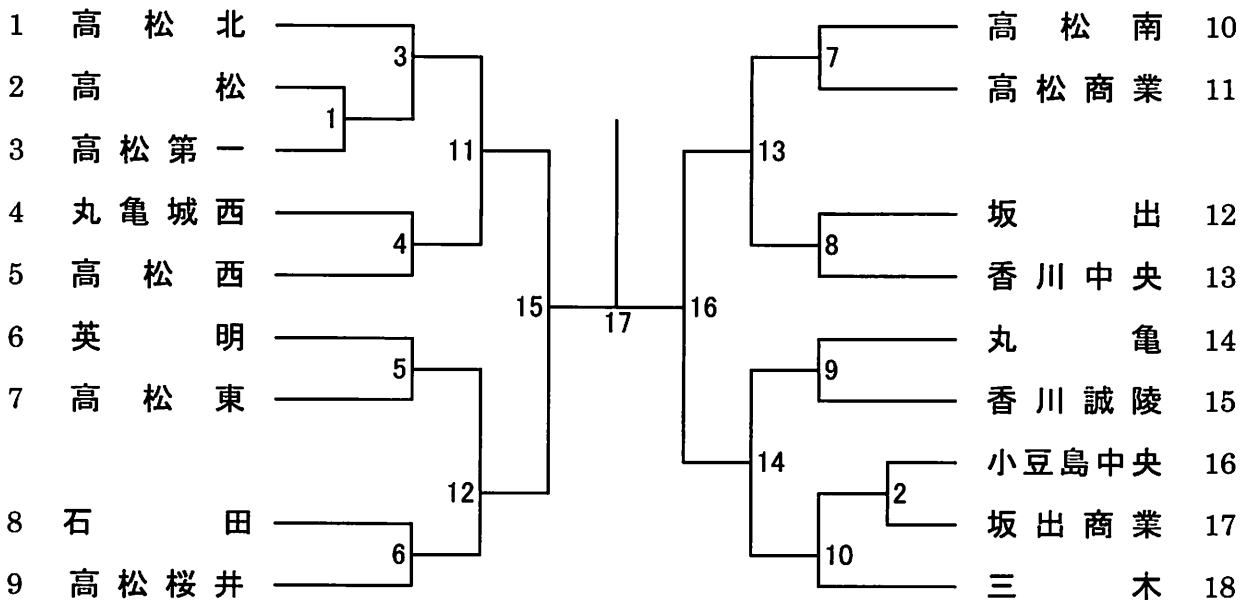 1 高松北
2 高松
3 高松第一
4 丸亀城西
5 高松西
6 英明
7 高松東
8 石田
9 高松桜井
3
1
11
4
15
5
12
6
17
高松南 10
高松商業 11
坂出 12
香川中央 13
丸亀 14
香川誠陵 15
小豆島中央 16
坂出商業 17
三木 18
7
13
8
16
9
14
2
10